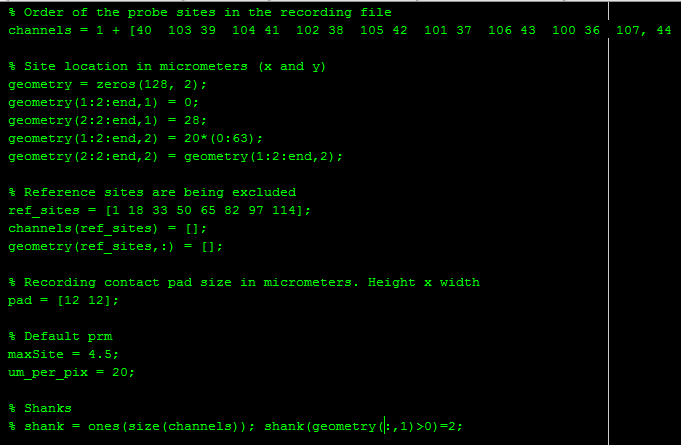 % Order of the probe sites in the recording file
channels = 1 + [40  103 39  104 41  102 38  105 42  101 37  106 43  100 36  107, 44
% Site location in micrometers (x and y)
geometry = zeros(128, 2);
geometry(1:2:end,1) = 0;
geometry(2:2:end,1) = 28;
geometry(1:2:end,2) = 20*(0:63);
geometry(2:2:end,2) = geometry(1:2:end,2);
% Reference sites are being excluded
ref_sites = [1 18 33 50 65 82 97 114];
channels(ref_sites) = [];
geometry(ref_sites,:) = [];
% Recording contact pad size in micrometers. Height x width
pad = [12 12];
% Default prm
maxSite = 4.5;
um_per_pix = 20;
% Shanks
% shank = ones(size(channels)); shank(geometry(:,1)>0)=2;